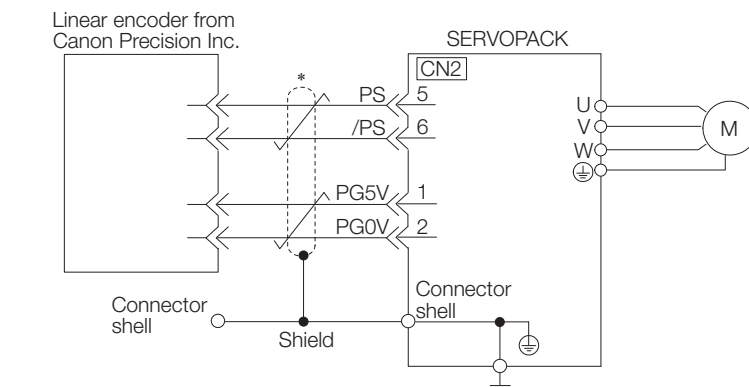 Linear encoder from
Canon Precision Inc.
SERVOPACK
CN2
*
PS 5
/PS 6
PG5V 1
PG0V 2
U
V
W
M
Connector
shell
Shield
Connector
shell